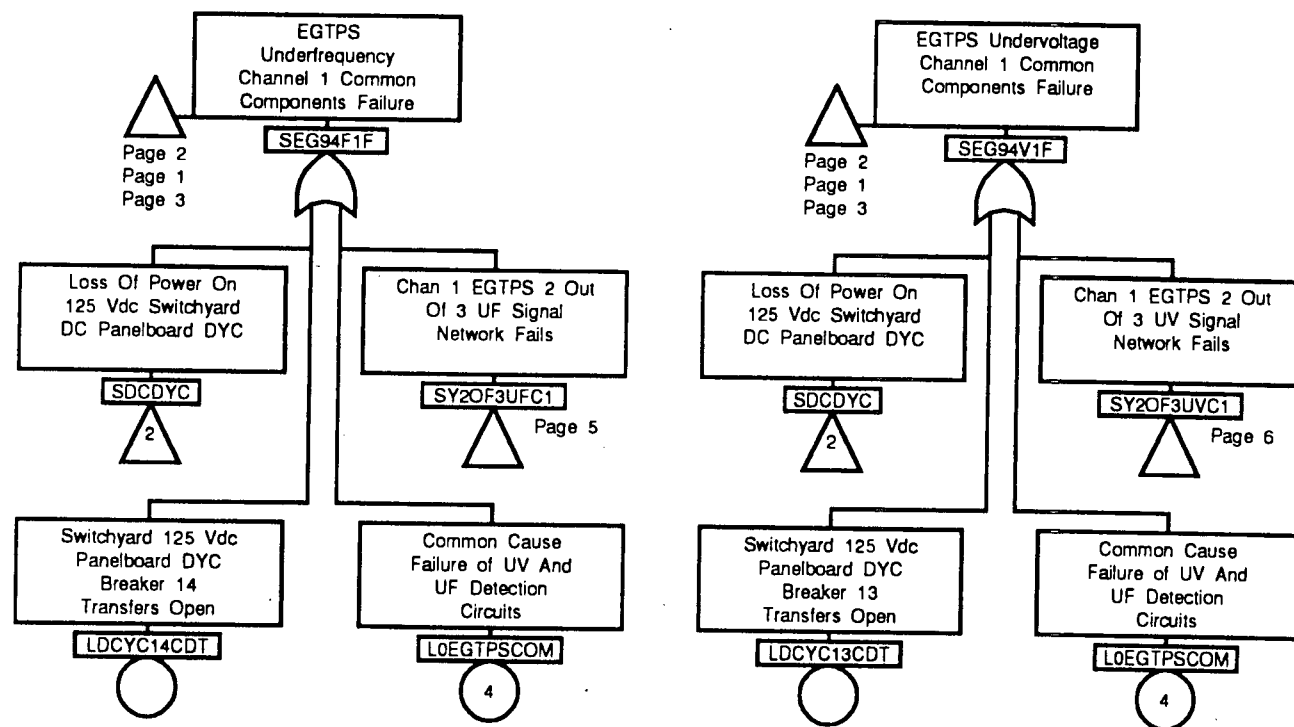 EGTPS
Underfrequency
Channel 1 Common
Components Failure
SEG94F1F
Page 2
Page 1
Page 3
Loss Of Power On
125 Vdc Switchyard
DC Panelboard DYC
SDCDYC
2
Chan 1 EGTPS 2 Out
Of 3 UF Signal
Network Fails
SY2OF3UFC1
Page 5
Switchyard 125 Vdc
Panelboard DYC
Breaker 14
Transfers Open
LDCYC14CDT
Common Cause
Failure of UV And
UF Detection
Circuits
L0EGTPSCOM
4
EGTPS Undervoltage
Channel 1 Common
Components Failure
SEG94V1F
Page 2
Page 1
Page 3
Loss Of Power On
125 Vdc Switchyard
DC Panelboard DYC
SDCDYC
2
Chan 1 EGTPS 2 Out
Of 3 UV Signal
Network Fails
SY2OF3UVC1
Page 6
Switchyard 125 Vdc
Panelboard DYC
Breaker 13
Transfers Open
LDCYC13CDT
Common Cause
Failure of UV And
UF Detection
Circuits
L0EGTPSCOM
4